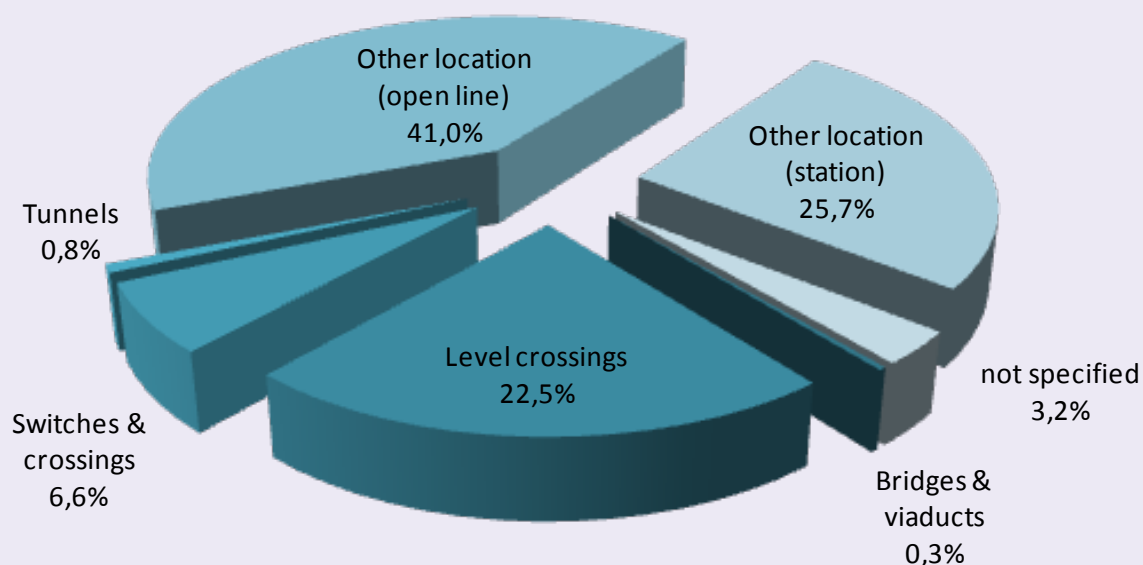 Other location
(open line)
41,0%
Other location
(station)
25,7%
Tunnels
0,8%
Level crossings
22,5%
not specified
3,2%
Switches &
crossings
6,6%
Bridges &
viaducts
0,3%